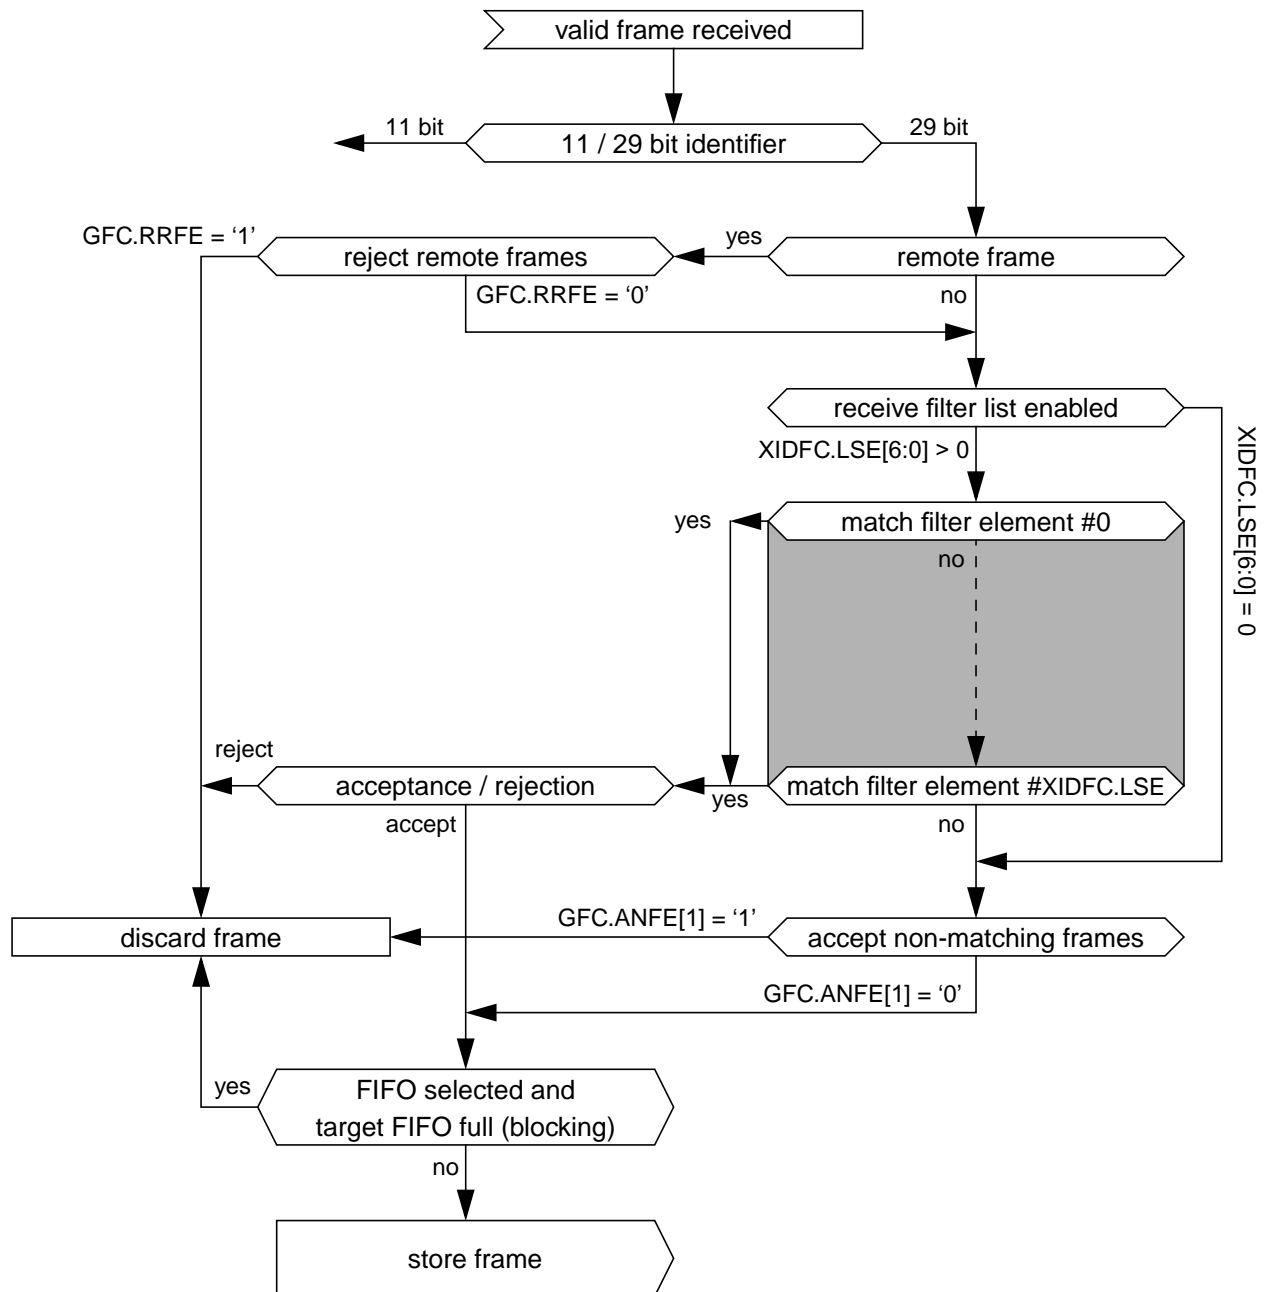 valid frame received
11 bit
11 / 29 bit identifier
29 bit
GFC.RRFE = ‘1’
reject remote frames
yes
remote frame
GFC.RRFE = ‘0’
no
receive filter list enabled
XIDFC.LSE[6:0] > 0
XIDFC.LSE[6:0] = 0
yes
match filter element #0
no
reject
acceptance / rejection
yes
match filter element #XIDFC.LSE
accept
no
discard frame
GFC.ANFE[1] = ‘1’
accept non-matching frames
GFC.ANFE[1] = ‘0’
yes
FIFO selected and
target FIFO full (blocking)
no
store frame